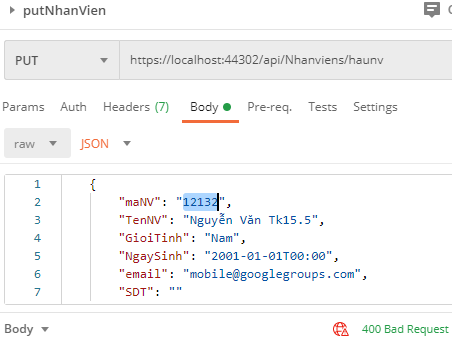 putNhanVien
PUT https://localhost:44302/api/Nhanviens/haunv
Params Auth Headers (7) Body Pre-req. Tests Settings
raw JSON
1 {
2 "maNV": "12132",
3 "TenNV": "Nguyễn Văn Tk15.5",
4 "GioiTinh": "Nam",
5 "NgaySinh": "2001-01-01T00:00",
6 "email": "mobile@googlegroups.com",
7 "SDT": ""
Body 400 Bad Request